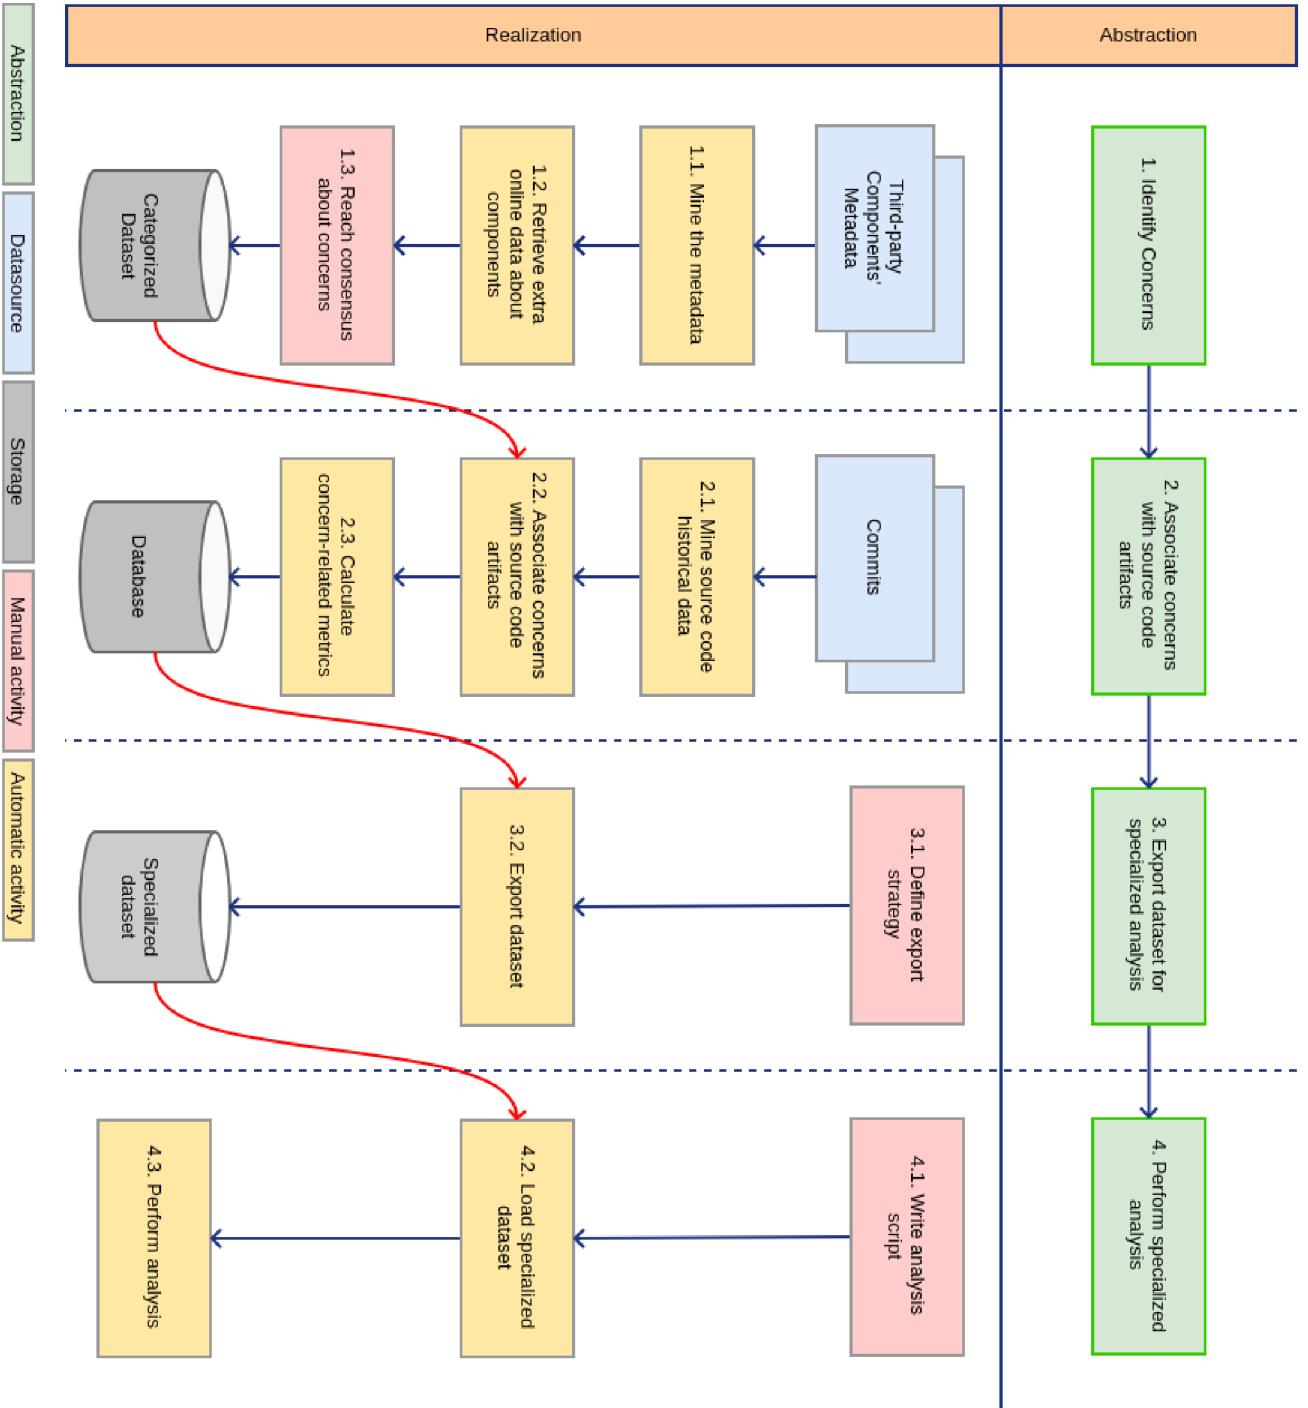 Realization
Abstraction
1. Identify Concerns
2. Associate concerns
with source code
artifacts
3. Export dataset for
specialized analysis
4. Perform specialized
analysis
Third-party
Components'
Metadata
1.1. Mine the metadata
1.2. Retrieve extra
online data about
components
1.3. Reach consensus
about concerns
Categorized
Dataset
Commits
2.1. Mine source code
historical data
2.2. Associate concerns
with source code
artifacts
2.3. Calculate
concern-related metrics
Database
3.1. Define export
strategy
3.2. Export dataset
Specialized
dataset
4.1. Write analysis
script
4.2. Load specialized
dataset
4.3. Perform analysis
Abstraction
Datasource
Storage
Manual activity
Automatic activity